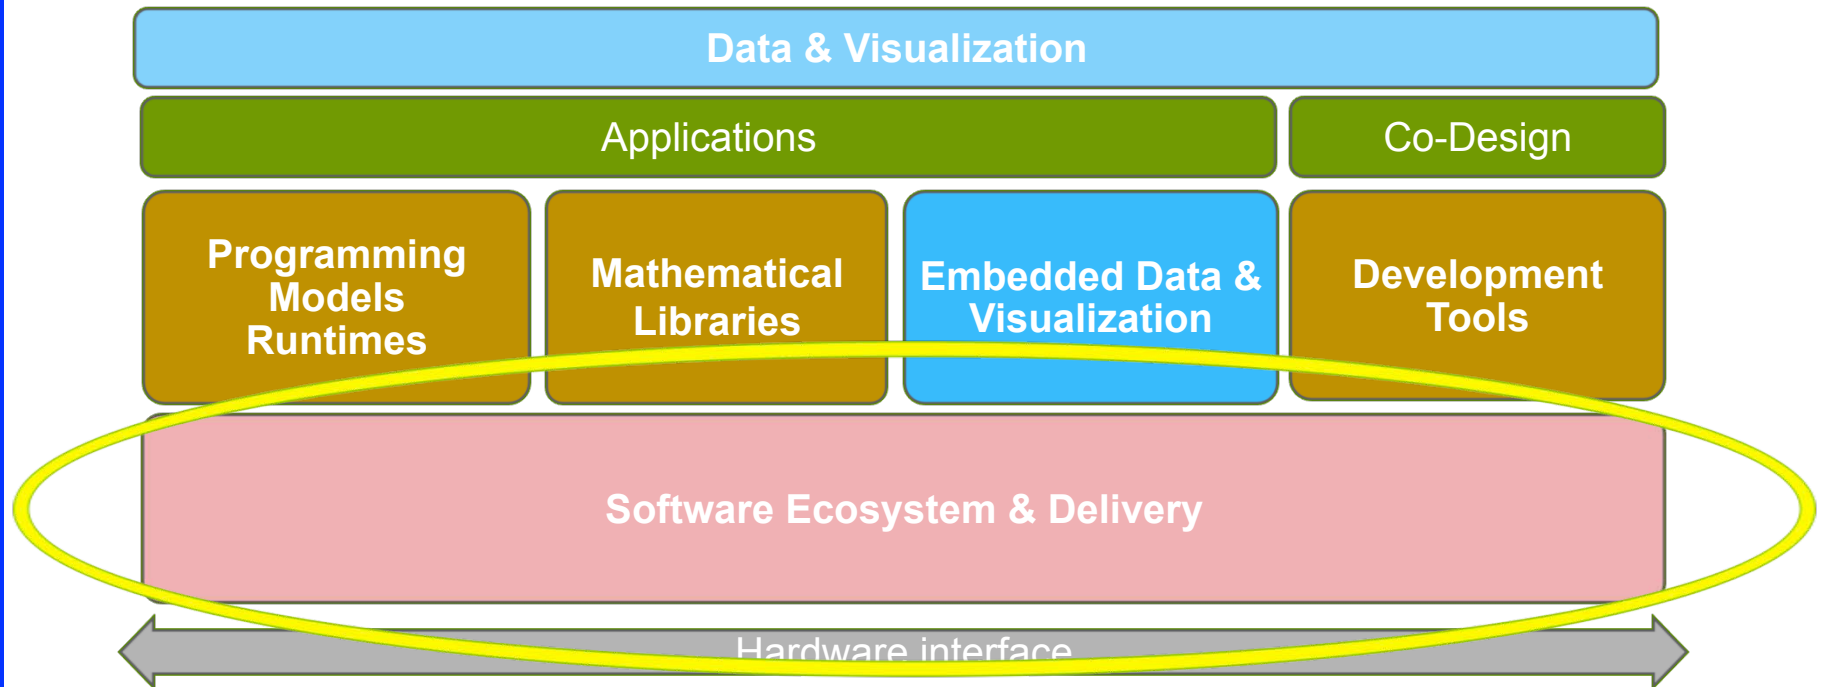 Data & Visualization
Applications
Co-Design
Programming
Models
Runtimes
Mathematical
Libraries
Embedded Data &
Visualization
Development
Tools
Software Ecosystem & Delivery
Hardware interface